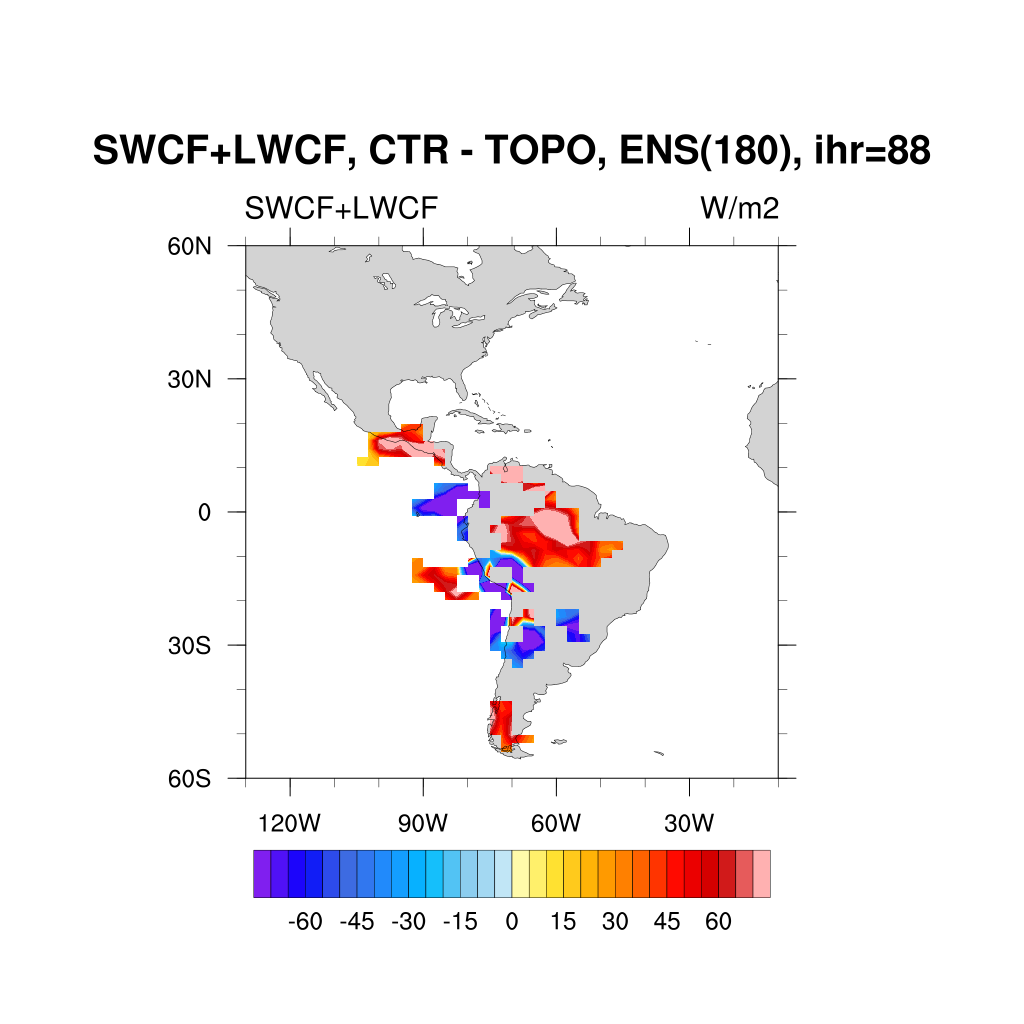 SWCF+LWCF, CTR - TOPO, ENS(180), ihr=88
SWCF+LWCF W/m2
60N
30N
0
30S
60S
120W 90W 60W 30W
-60 -45 -30 -15 0 15 30 45 60